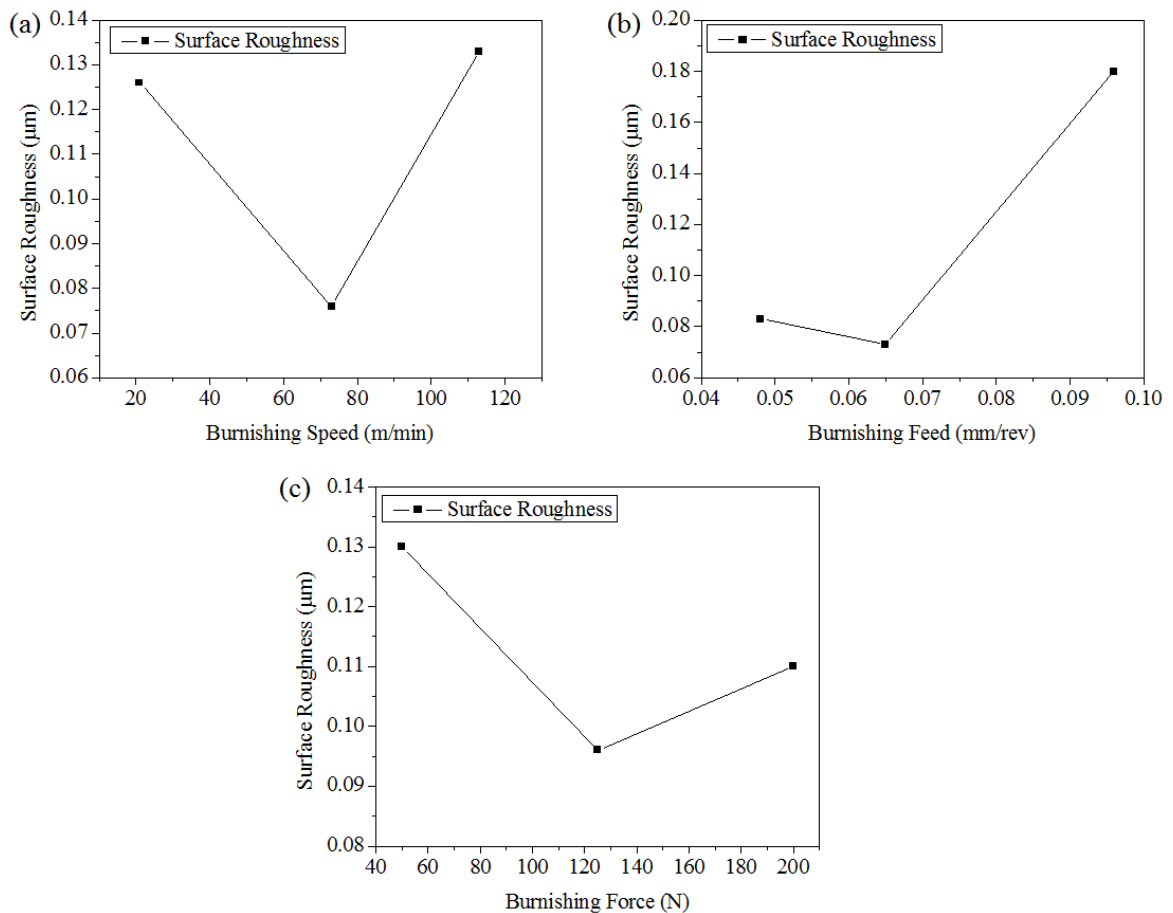 (a)
Surface Roughness
0.14
0.13
0.12
0.11
0.10
0.09
0.08
0.07
0.06
Surface Roughness (μm)
20 40 60 80 100 120
Burnishing Speed (m/min)
(b)
Surface Roughness
0.20
0.18
0.16
0.14
0.12
0.10
0.08
0.06
Surface Roughness (μm)
0.04 0.05 0.06 0.07 0.08 0.09 0.10
Burnishing Feed (mm/rev)
(c)
Surface Roughness
0.14
0.13
0.12
0.11
0.10
0.09
0.08
Surface Roughness (μm)
40 60 80 100 120 140 160 180 200
Burnishing Force (N)